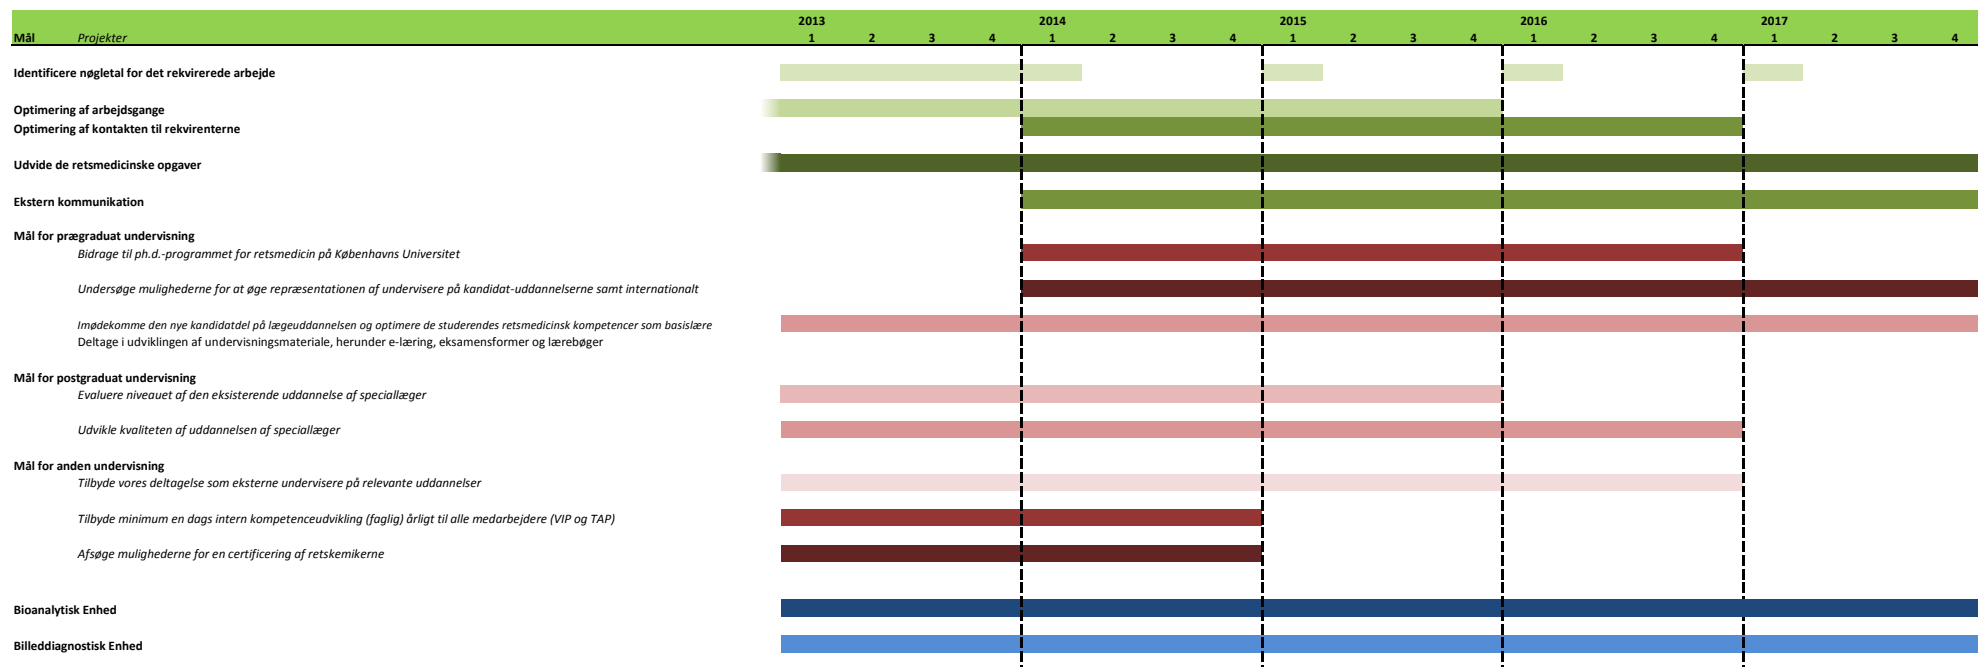 2013 2014 2015 2016 2017
Mål Projekter 1 2 3 4 1 2 3 4 1 2 3 4 1 2 3 4 1 2 3 4
Identificere nøgletal for det rekvirerede arbejde
Optimering af arbejdsgange
Optimering af kontakten til rekvirenterne
Udvide de retsmedicinske opgaver
Ekstern kommunikation
Mål for prægraduat undervisning
Bidrage til ph.d.-programmet for retsmedicin på Københavns Universitet
Undersøge mulighederne for at øge repræsentationen af undervisere på kandidat-uddannelserne samt internationalt
Imødekomme den nye kandidatdel på lægeuddannelsen og optimere de studerendes retsmedicinsk kompetencer som basislære
Deltage i udviklingen af undervisningsmateriale, herunder e-læring, eksamensformer og lærebøger
Mål for postgraduat undervisning
Evaluere niveauet af den eksisterende uddannelse af speciallæger
Udvikle kvaliteten af uddannelsen af speciallæger
Mål for anden undervisning
Tilbyde vores deltagelse som eksterne undervisere på relevante uddannelser
Tilbyde minimum en dags intern kompetenceudvikling (faglig) årligt til alle medarbejdere (VIP og TAP)
Afsøge mulighederne for en certificering af retskemikerne
Bioanalytisk Enhed
Billeddiagnostisk Enhed